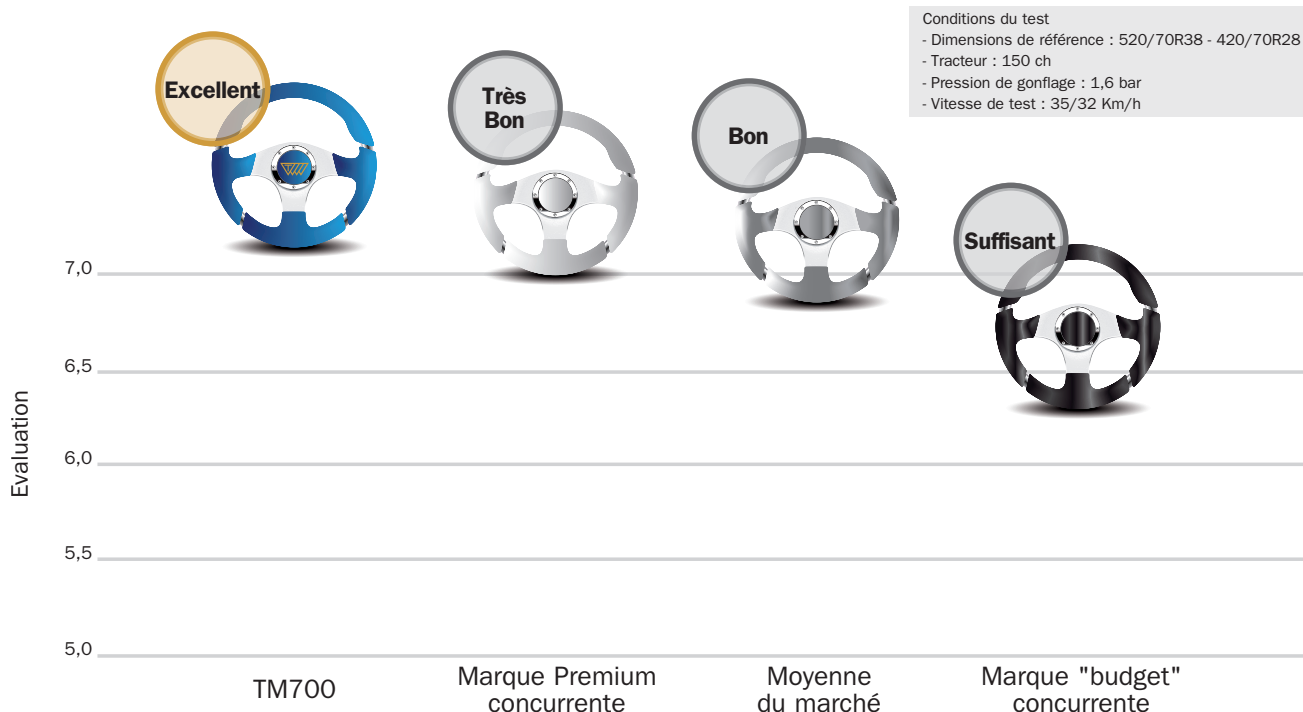 Conditions du test
- Dimensions de référence : 520/70R38 - 420/70R28
- Tracteur : 150 ch
- Pression de gonflage : 1,6 bar
- Vitesse de test : 35/32 Km/h
Excellent
Très
Bon
Bon
Suffisant
Evaluation
7,0
6,5
6,0
5,5
5,0
TM700
Marque Premium
concurrente
Moyenne
du marché
Marque "budget"
concurrente